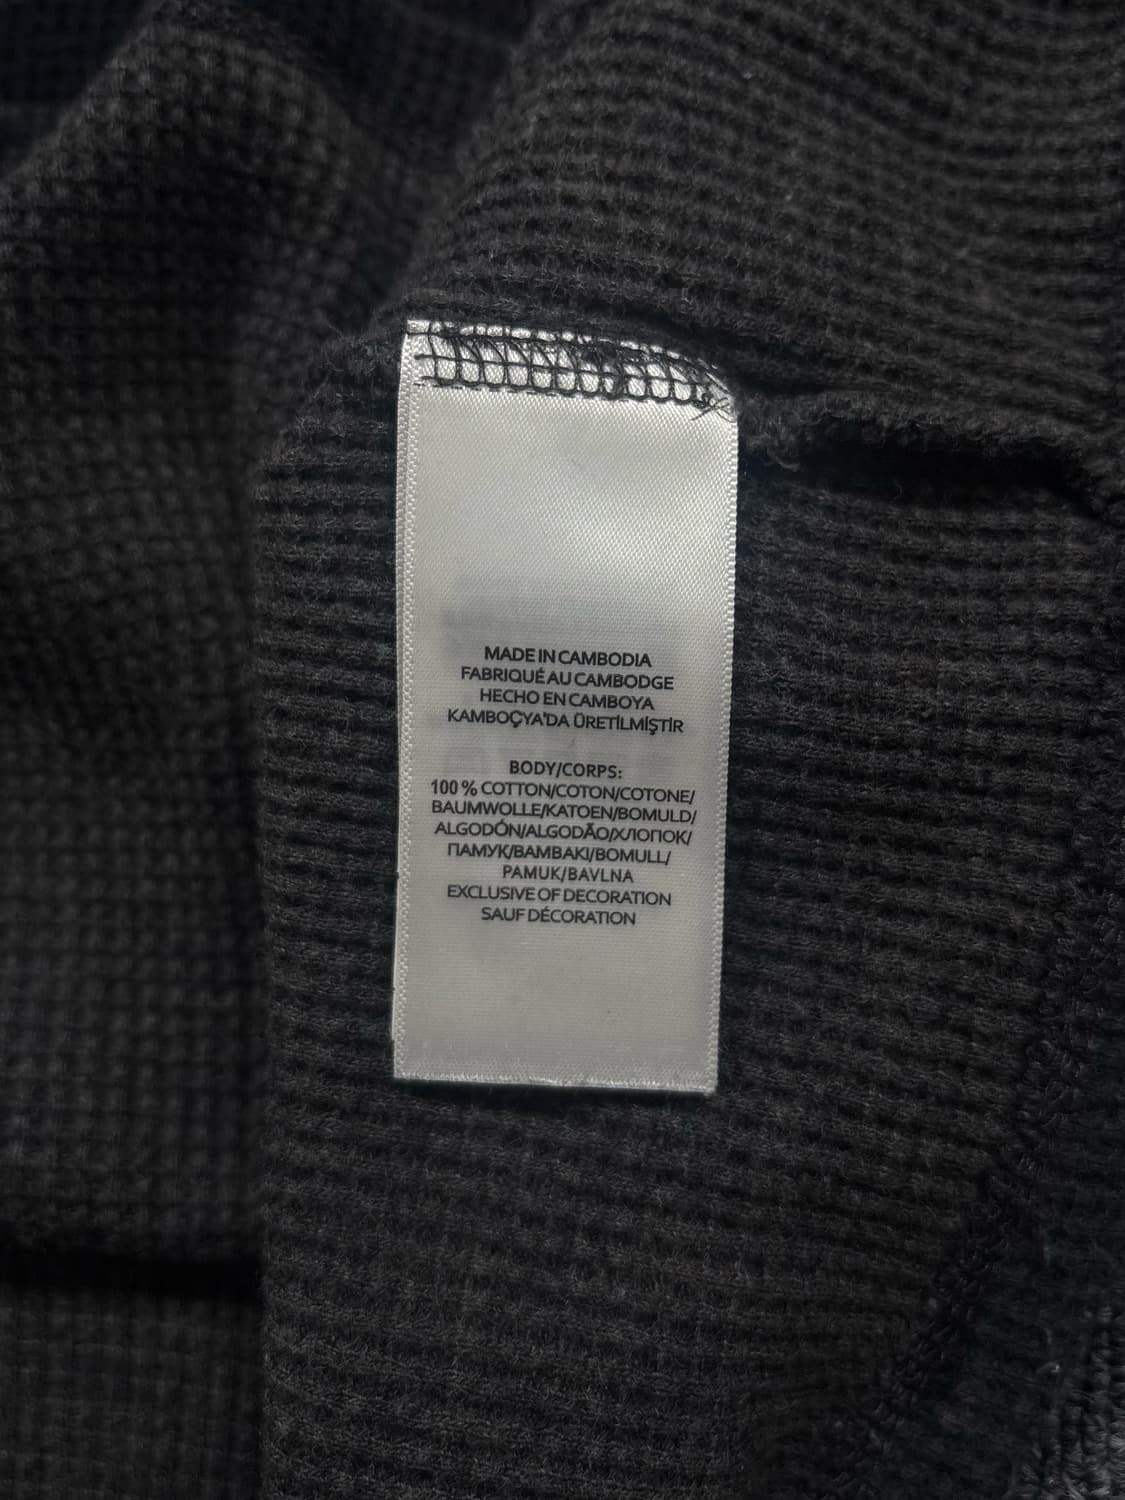 MADE IN CAMBODIA
FABRIQUÉ AU CAMBODGE
HECHO EN CAMBOYA
KAMBOÇYA'DA ÜRETİLMİŞTİR
BODY/CORPS:
100 % COTTON/COTON/COTONE/
BAUMWOLLE/KATOEN/BOMULD/
ALGODÓN/ALGODÃO/ХЛОПОК/
ПАМУК/BAMBAKI/BOMULL/
PAMUK/BAVLNA
EXCLUSIVE OF DECORATION
SAUF DÉCORATION